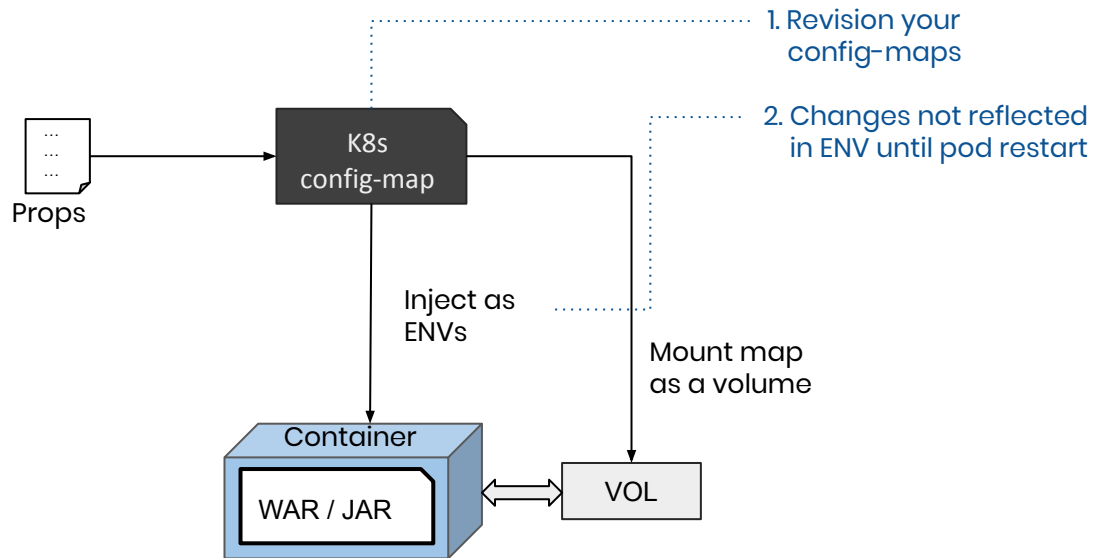 1. Revision your
config-maps
2. Changes not reflected
in ENV until pod restart
...
...
...
Props
K8s
config-map
Inject as
ENVs
Mount map
as a volume
Container
WAR / JAR
VOL